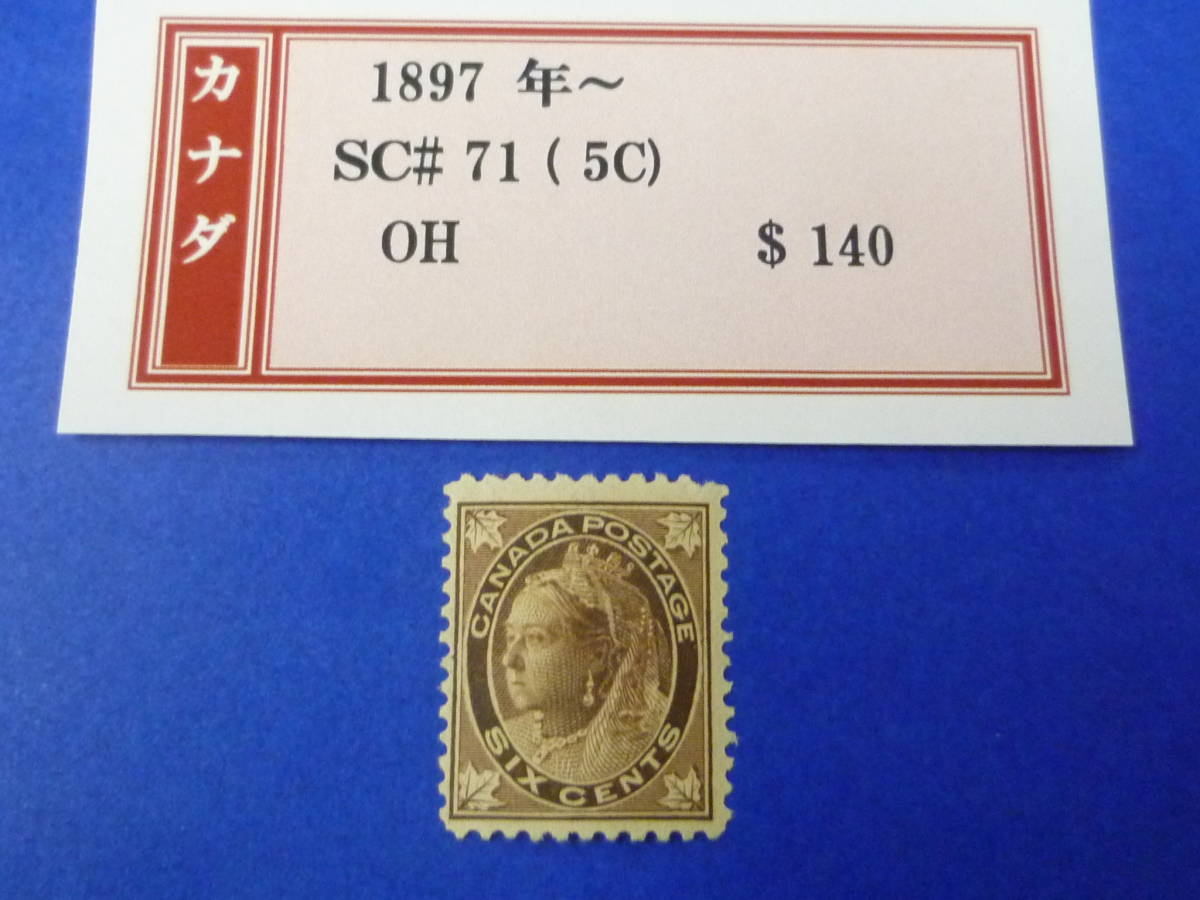 カナダ
1897 年～
SC# 71 ( 5C)
OH $ 140
CANADA POSTAGE
SIX CENTS